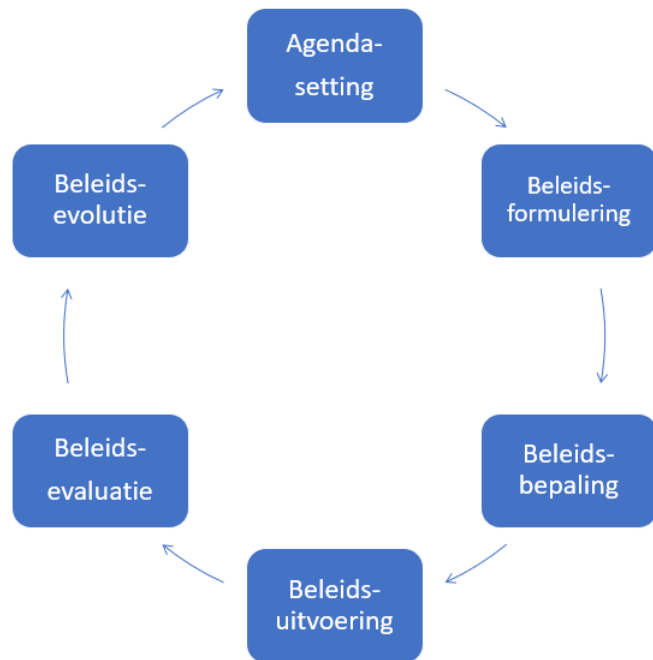 Agenda-
setting
Beleids-
formulering
Beleids-
bepaling
Beleids-
uitvoering
Beleids-
evaluatie
Beleids-
evolutie